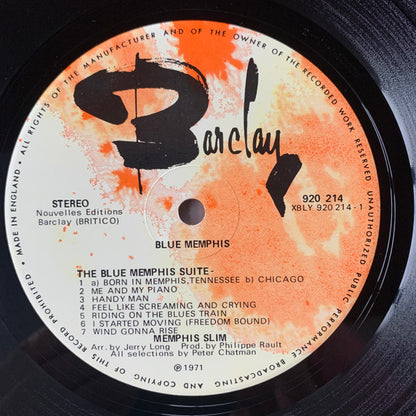 • ALL RIGHTS OF THE MANUFACTURER AND OF THE OWNER OF THE RECORDED WORK RESERVED • UNAUTHORIZED PUBLIC PERFORMANCE BROADCASTING AND COPYING OF THIS RECORD PROHIBITED • MADE IN ENGLAND
Barclay
STEREO
Nouvelles Editions
Barclay (BRITICO)
920 214
XBLY 920 214-1
BLUE MEMPHIS
THE BLUE MEMPHIS SUITE-
1 a) BORN IN MEMPHIS,TENNESSEE b) CHICAGO
2 ME AND MY PIANO
3 HANDY MAN
4 FEEL LIKE SCREAMING AND CRYING
5 RIDING ON THE BLUES TRAIN
6 I STARTED MOVING (FREEDOM BOUND)
7 WIND GONNA RISE
MEMPHIS SLIM
Arr. by Jerry Long Prod. by Philippe Rault
All selections by Peter Chatman
℗ 1971